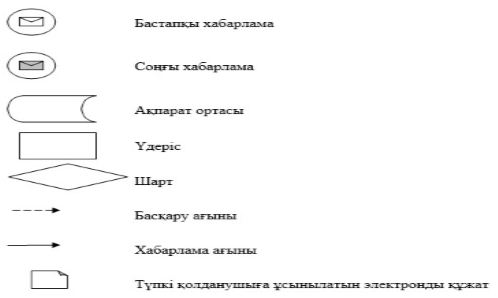 Бастапқы хабарлама
Соңғы хабарлама
Ақпарат ортасы
Үдеріс
Шарт
Басқару ағыны
Хабарлама ағыны
Түпкі қолданушыға ұсынылатын электронды құжат